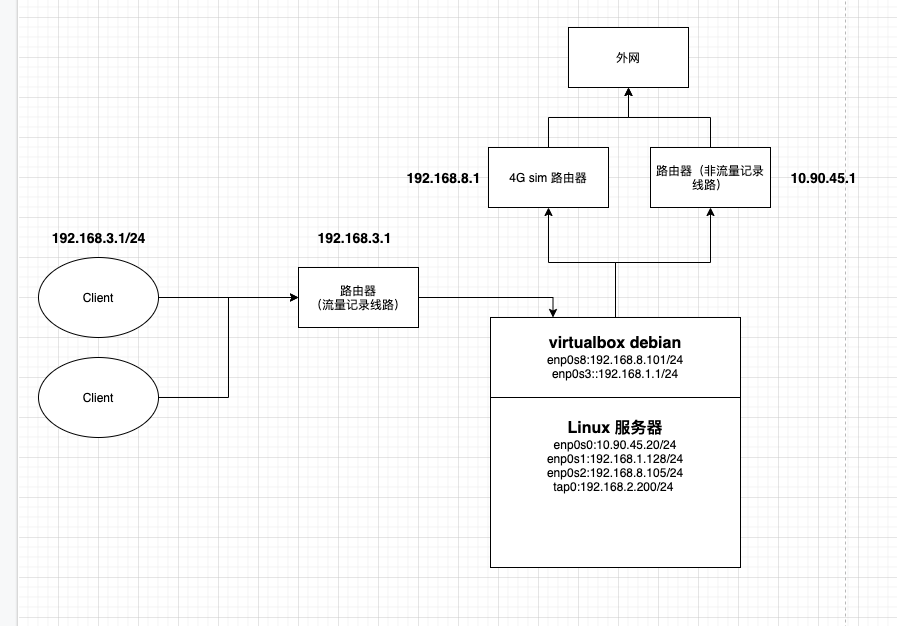 外网
192.168.8.1
4G sim 路由器
路由器（非流量记录
线路）
10.90.45.1
192.168.3.1/24
192.168.3.1
Client
路由器
（流量记录线路）
Client
virtualbox debian
enp0s8:192.168.8.101/24
enp0s3::192.168.1.1/24
Linux 服务器
enp0s0:10.90.45.20/24
enp0s1:192.168.1.128/24
enp0s2:192.168.8.105/24
tap0:192.168.2.200/24